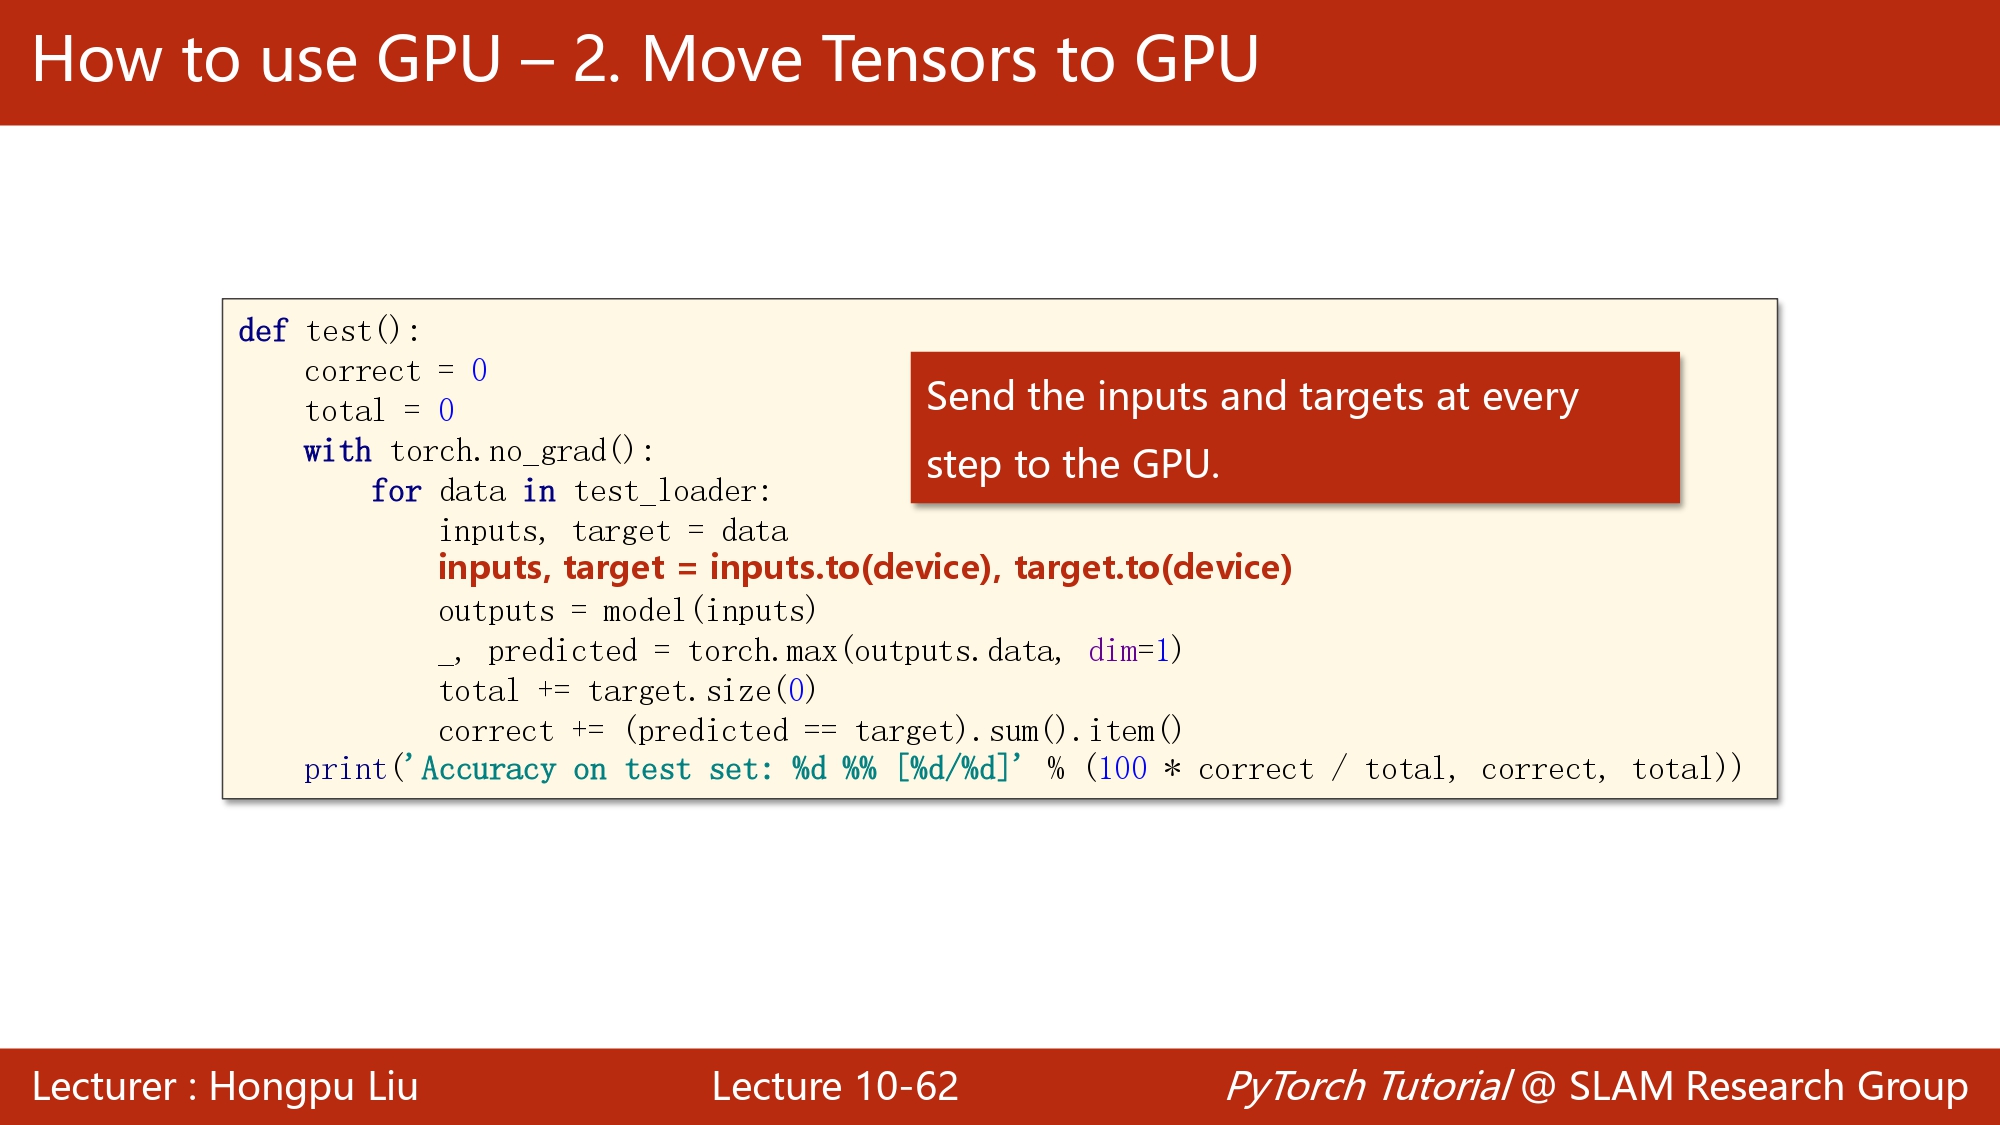 How to use GPU – 2. Move Tensors to GPU
def test():
    correct = 0
    total = 0
    with torch.no_grad():
        for data in test_loader:
            inputs, target = data
            inputs, target = inputs.to(device), target.to(device)
            outputs = model(inputs)
            _, predicted = torch.max(outputs.data, dim=1)
            total += target.size(0)
            correct += (predicted == target).sum().item()
    print('Accuracy on test set: %d %% [%d/%d]' % (100 * correct / total, correct, total))
Send the inputs and targets at every
step to the GPU.
Lecturer : Hongpu Liu
Lecture 10-62
PyTorch Tutorial @ SLAM Research Group